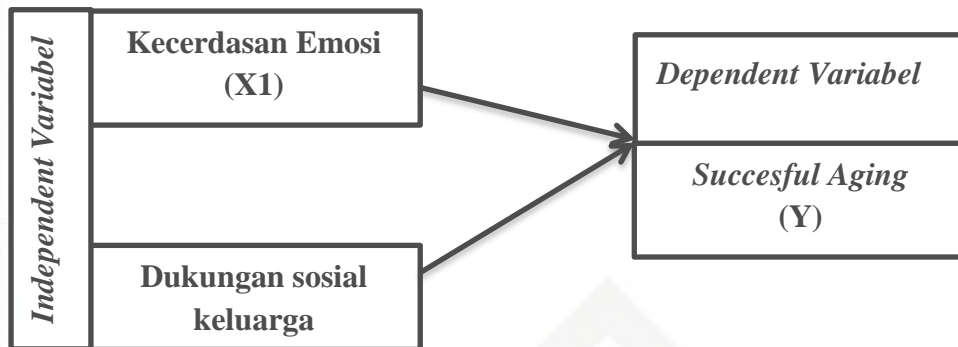 Independent Variabel
Kecerdasan Emosi
(X1)
Dukungan sosial
keluarga
Dependent Variabel
Succesful Aging
(Y)